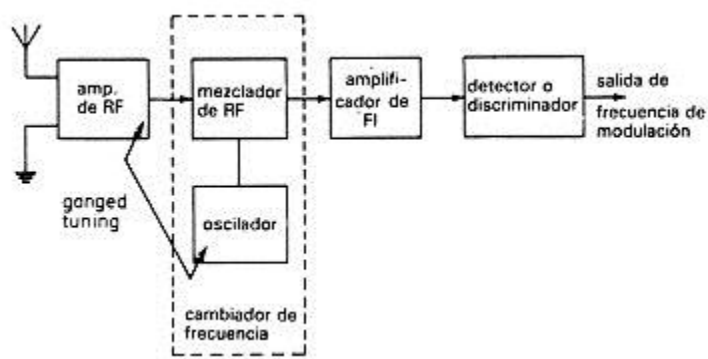 amp.
de RF
mezclador
de RF
amplifi-
cador de
FI
detector o
discriminador
salida de
frecuencia de
modulación
ganged
tuning
oscilador
cambiador de
frecuencia